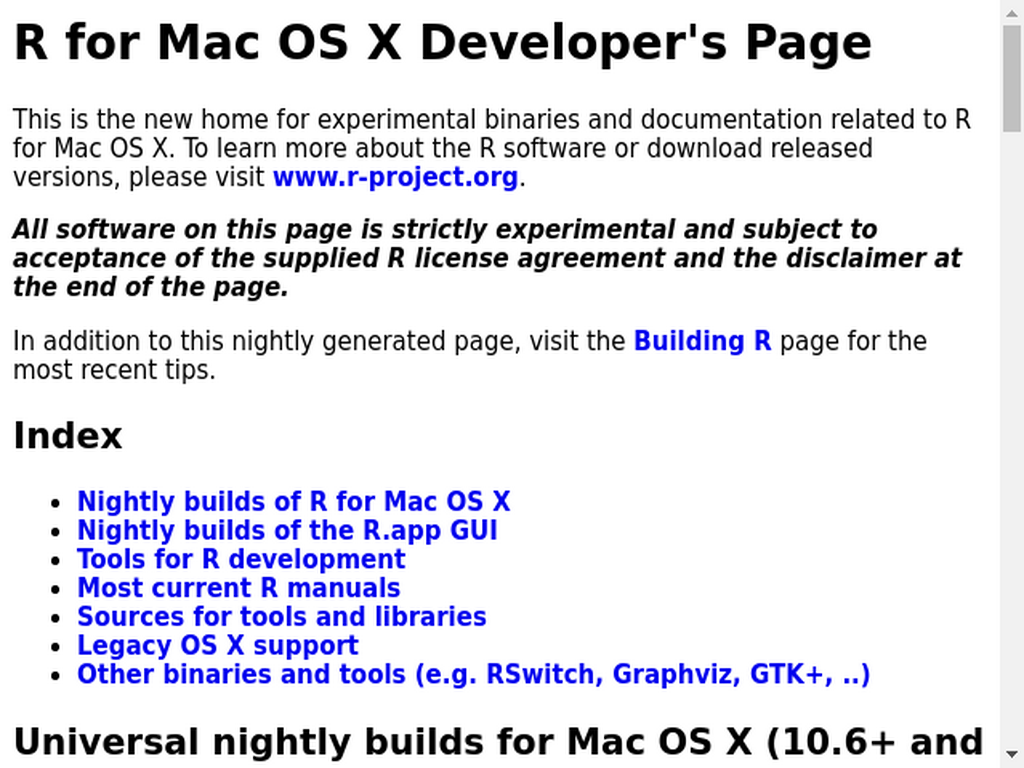 R for Mac OS X Developer's Page
This is the new home for experimental binaries and documentation related to R
for Mac OS X. To learn more about the R software or download released
versions, please visit www.r-project.org.
All software on this page is strictly experimental and subject to
acceptance of the supplied R license agreement and the disclaimer at
the end of the page.
In addition to this nightly generated page, visit the Building R page for the
most recent tips.
Index
• Nightly builds of R for Mac OS X
• Nightly builds of the R.app GUI
• Tools for R development
• Most current R manuals
• Sources for tools and libraries
• Legacy OS X support
• Other binaries and tools (e.g. RSwitch, Graphviz, GTK+, ..)
Universal nightly builds for Mac OS X (10.6+ and